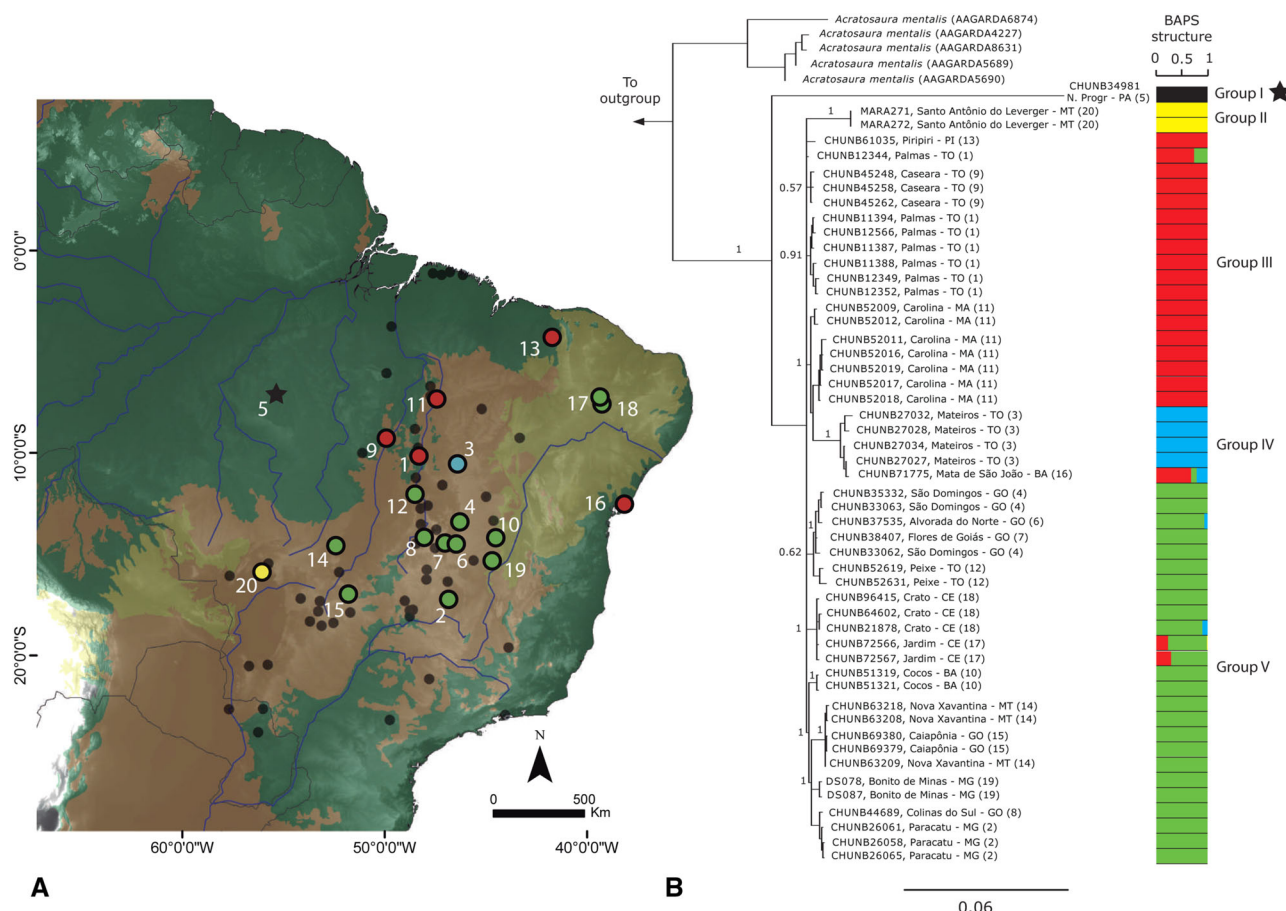 0°0'0"
10°0'0"S
20°0'0"S
60°0'0"W
50°0'0"W
40°0'0"W
5
13
11
9
1
3
17
18
12
4
16
8
7
6
10
14
19
20
15
2
N
0
500
Km
A
B
To
outgroup
Acratosaura mentalis (AAGARDA6874)
Acratosaura mentalis (AAGARDA4227)
Acratosaura mentalis (AAGARDA8631)
Acratosaura mentalis (AAGARDA5689)
Acratosaura mentalis (AAGARDA5690)
CHUNB34981
N. Progr - PA (5)
MARA271, Santo Antônio do Leverger - MT (20)
MARA272, Santo Antônio do Leverger - MT (20)
CHUNB61035, Piripiri - PI (13)
CHUNB12344, Palmas - TO (1)
CHUNB45248, Caseara - TO (9)
CHUNB45258, Caseara - TO (9)
CHUNB45262, Caseara - TO (9)
CHUNB11394, Palmas - TO (1)
CHUNB12566, Palmas - TO (1)
CHUNB11387, Palmas - TO (1)
CHUNB11388, Palmas - TO (1)
CHUNB12349, Palmas - TO (1)
CHUNB12352, Palmas - TO (1)
CHUNB52009, Carolina - MA (11)
CHUNB52012, Carolina - MA (11)
CHUNB52011, Carolina - MA (11)
CHUNB52016, Carolina - MA (11)
CHUNB52019, Carolina - MA (11)
CHUNB52017, Carolina - MA (11)
CHUNB52018, Carolina - MA (11)
CHUNB27032, Mateiros - TO (3)
CHUNB27028, Mateiros - TO (3)
CHUNB27034, Mateiros - TO (3)
CHUNB27027, Mateiros - TO (3)
CHUNB71775, Mata de São João - BA (16)
CHUNB35332, São Domingos - GO (4)
CHUNB33063, São Domingos - GO (4)
CHUNB37535, Alvorada do Norte - GO (6)
CHUNB38407, Flores de Goiás - GO (7)
CHUNB33062, São Domingos - GO (4)
CHUNB52619, Peixe - TO (12)
CHUNB52631, Peixe - TO (12)
CHUNB96415, Crato - CE (18)
CHUNB64602, Crato - CE (18)
CHUNB21878, Crato - CE (18)
CHUNB72566, Jardim - CE (17)
CHUNB72567, Jardim - CE (17)
CHUNB51319, Cocos - BA (10)
CHUNB51321, Cocos - BA (10)
CHUNB63218, Nova Xavantina - MT (14)
CHUNB63208, Nova Xavantina - MT (14)
CHUNB69380, Caiapônia - GO (15)
CHUNB69379, Caiapônia - GO (15)
CHUNB63209, Nova Xavantina - MT (14)
DS078, Bonito de Minas - MG (19)
DS087, Bonito de Minas - MG (19)
CHUNB44689, Colinas do Sul - GO (8)
CHUNB26061, Paracatu - MG (2)
CHUNB26058, Paracatu - MG (2)
CHUNB26065, Paracatu - MG (2)
1
1
0.57
0.91
1
1
0.62
1
1
1
1
0.06
BAPS
structure
0 1
Group I
Group II
Group III
Group IV
Group V